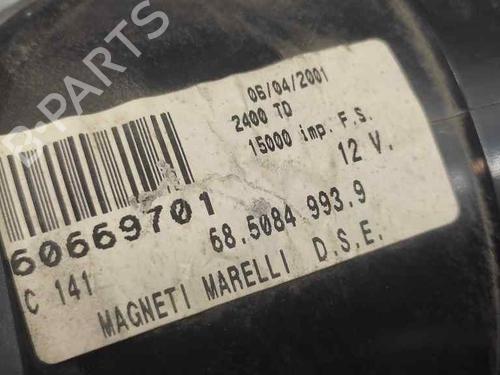 06/04/2001
2400 TD
15000 imp. F.S.
12 V.
60669701
68.5084 993.9
C 141
MAGNETI MARELLI D.S.E.
B-PARTS